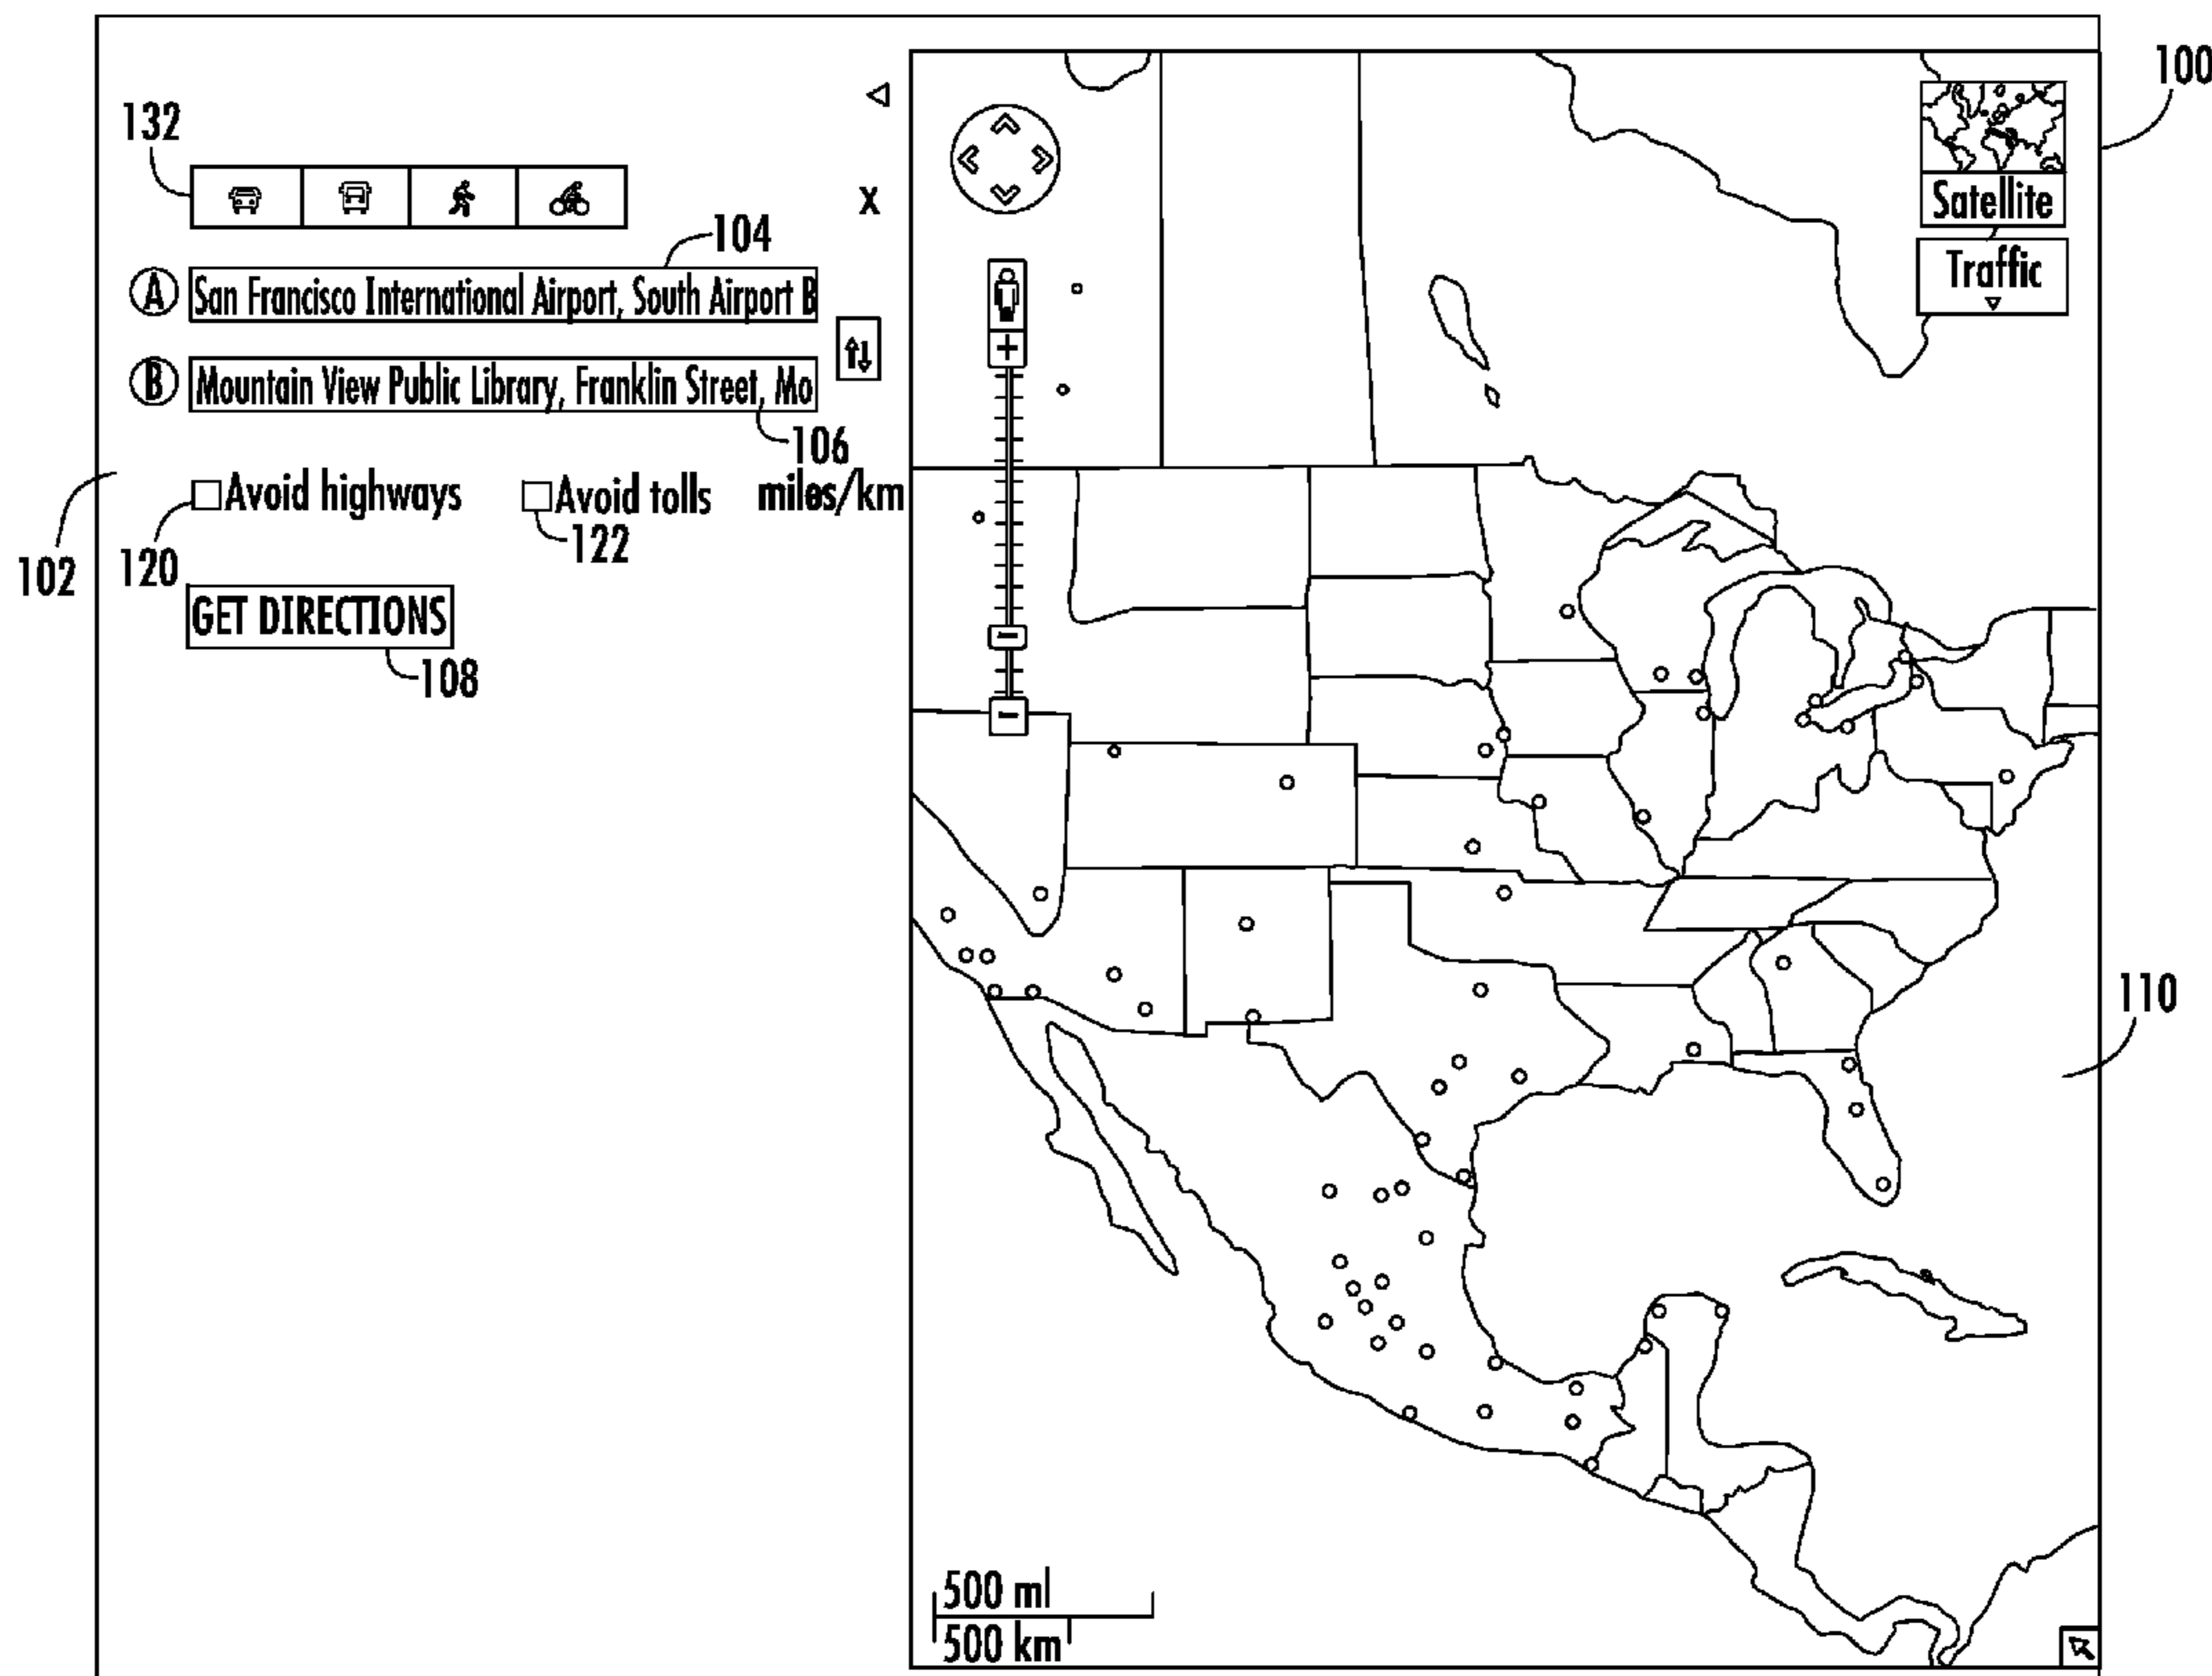 100
132
X
Satellite
104
Traffic
A San Francisco International Airport, South Airport B
B Mountain View Public Library, Franklin Street, Mo
106
Avoid highways Avoid tolls miles/km
102 120 122
GET DIRECTIONS
108
110
500 ml
500 km